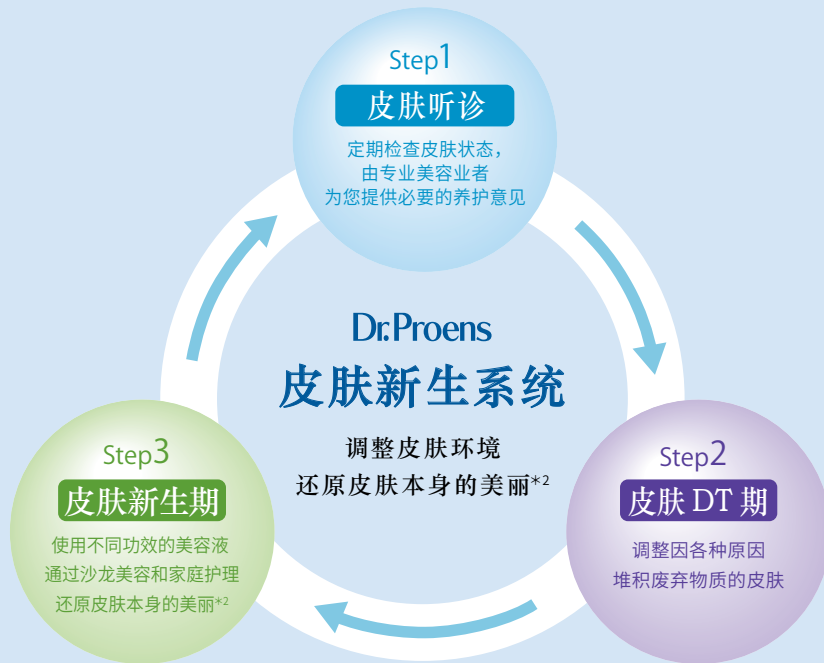 Step1
皮肤听诊
定期检查皮肤状态，
由专业美容业者
为您提供必要的养护意见
Dr.Proens
皮肤新生系统
调整皮肤环境
还原皮肤本身的美丽*2
Step2
皮肤 DT 期
调整因各种原因
堆积废弃物质的皮肤
Step3
皮肤新生期
使用不同功效的美容液
通过沙龙美容和家庭护理
还原皮肤本身的美丽*2